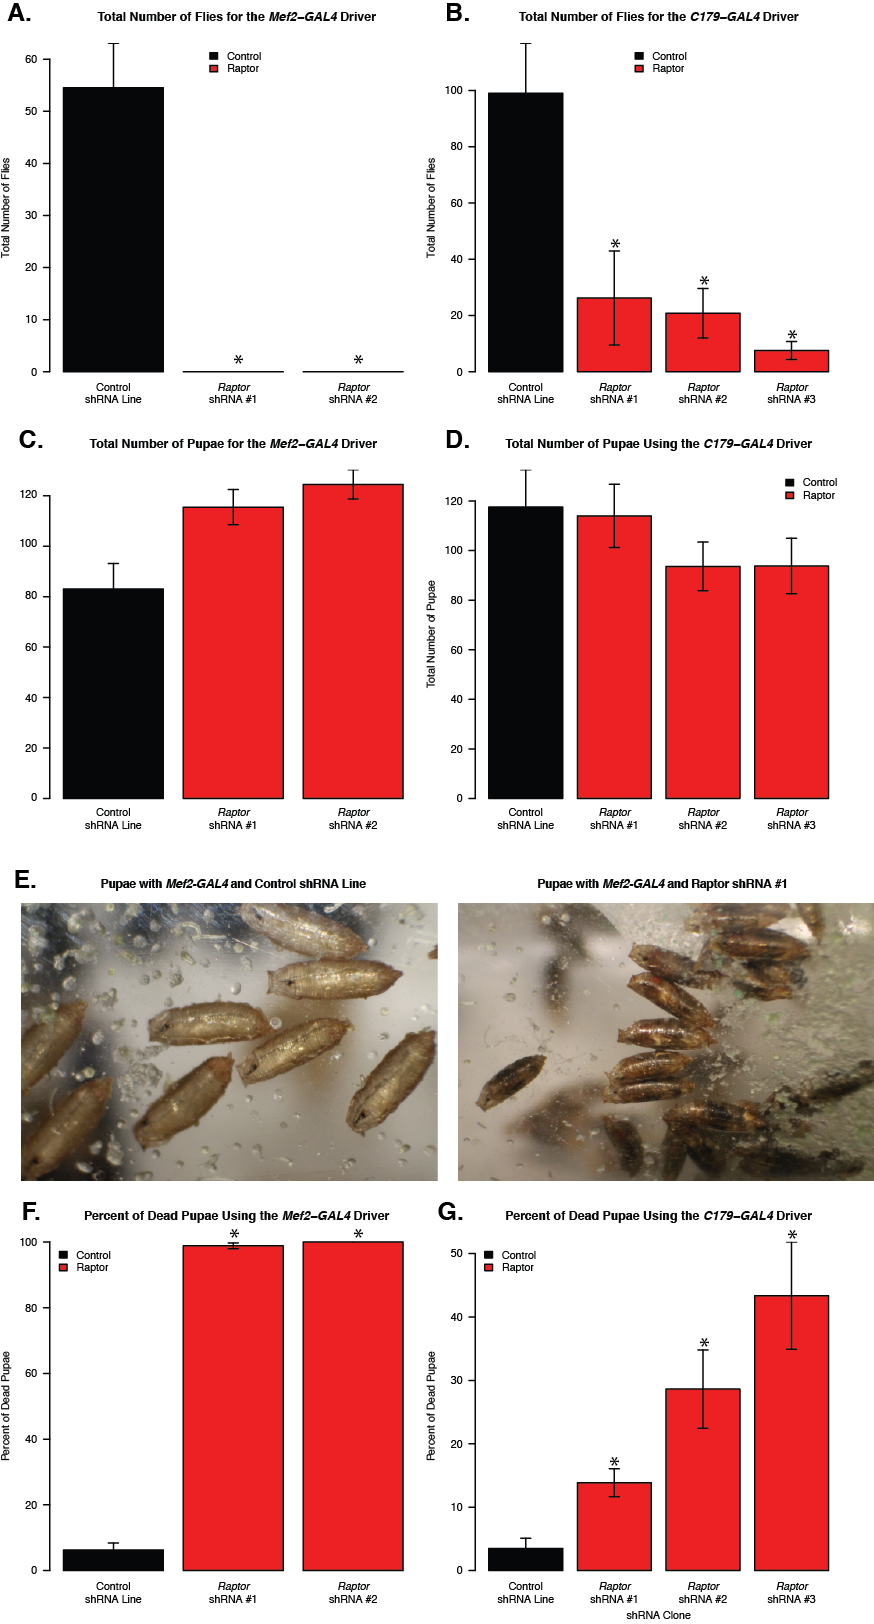 A.
Total Number of Flies for the Mef2–GAL4 Driver
Control
Raptor
Total Number of Flies
60
50
40
30
20
10
0
*
*
Control
shRNA Line
Raptor
shRNA #1
Raptor
shRNA #2
B.
Total Number of Flies for the C179–GAL4 Driver
Control
Raptor
Total Number of Flies
100
80
60
40
20
0
*
*
*
Control
shRNA Line
Raptor
shRNA #1
Raptor
shRNA #2
Raptor
shRNA #3
C.
Total Number of Pupae for the Mef2–GAL4 Driver
120
100
80
60
40
20
0
Control
shRNA Line
Raptor
shRNA #1
Raptor
shRNA #2
D.
Total Number of Pupae Using the C179–GAL4 Driver
Control
Raptor
Total Number of Pupae
120
100
80
60
40
20
0
Control
shRNA Line
Raptor
shRNA #1
Raptor
shRNA #2
Raptor
shRNA #3
E.
Pupae with Mef2-GAL4 and Control shRNA Line
Pupae with Mef2-GAL4 and Raptor shRNA #1
F.
Percent of Dead Pupae Using the Mef2–GAL4 Driver
Control
Raptor
Percent of Dead Pupae
100
80
60
40
20
0
*
*
Control
shRNA Line
Raptor
shRNA #1
Raptor
shRNA #2
G.
Percent of Dead Pupae Using the C179–GAL4 Driver
Control
Raptor
Percent of Dead Pupae
50
40
30
20
10
0
*
*
*
Control
shRNA Line
Raptor
shRNA #1
Raptor
shRNA #2
Raptor
shRNA #3
shRNA Clone